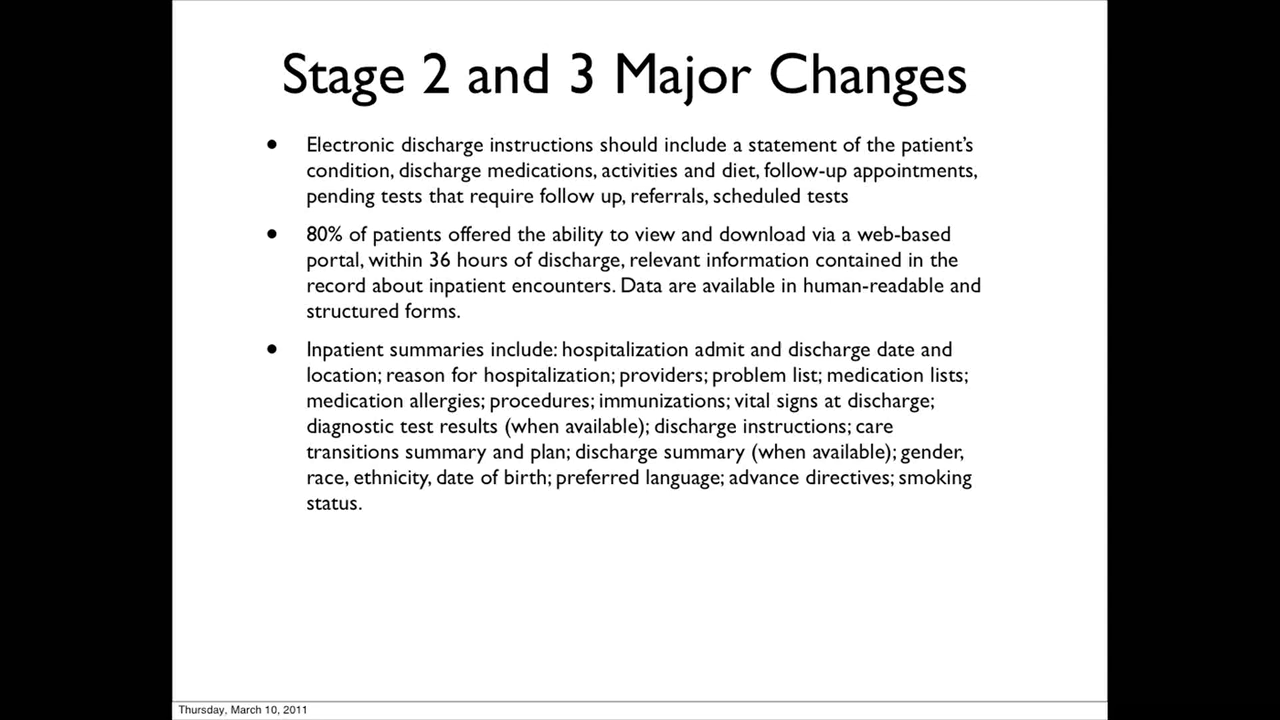 Stage 2 and 3 Major Changes
• Electronic discharge instructions should include a statement of the patient’s
condition, discharge medications, activities and diet, follow-up appointments,
pending tests that require follow up, referrals, scheduled tests
• 80% of patients offered the ability to view and download via a web-based
portal, within 36 hours of discharge, relevant information contained in the
record about inpatient encounters. Data are available in human-readable and
structured forms.
• Inpatient summaries include: hospitalization admit and discharge date and
location; reason for hospitalization; providers; problem list; medication lists;
medication allergies; procedures; immunizations; vital signs at discharge;
diagnostic test results (when available); discharge instructions; care
transitions summary and plan; discharge summary (when available); gender,
race, ethnicity, date of birth; preferred language; advance directives; smoking
status.
Thursday, March 10, 2011